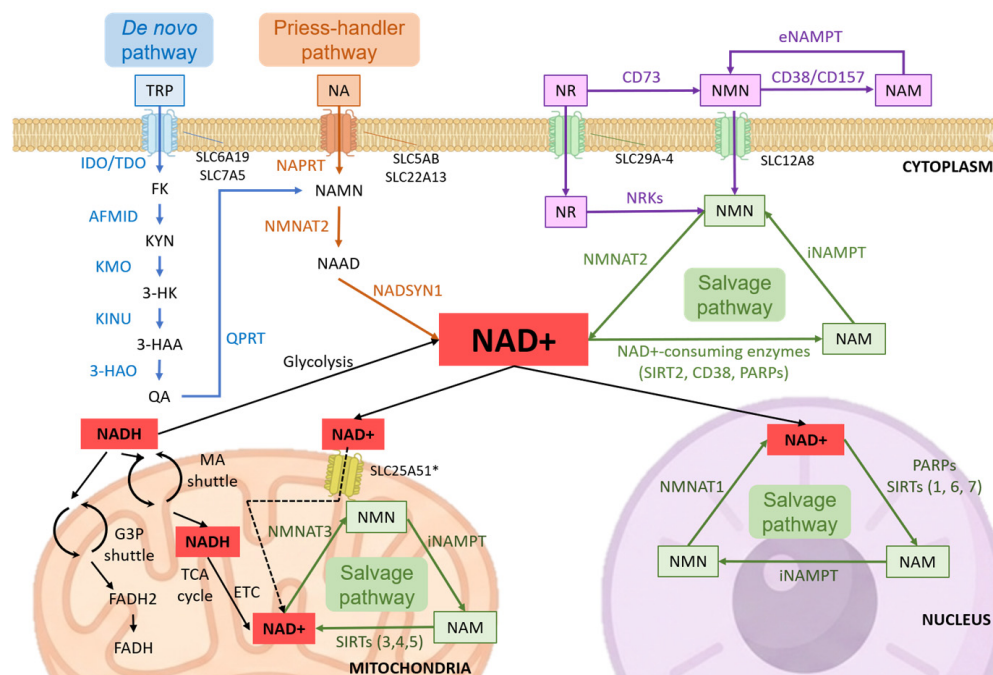 De novo
pathway
Priess-handler
pathway
eNAMPT
TRP
NA
NR
CD73
NMN
CD38/CD157
NAM
IDO/TDO
SLC6A19
SLC7A5
NAPRT
SLC5AB
SLC22A13
SLC29A-4
SLC12A8
CYTOPLASM
FK
NAMN
NR
NRKs
NMN
AFMID
NMNAT2
KYN
NMNAT2
iNAMPT
KMO
NAAD
Salvage
pathway
3-HK
NADSYN1
KINU
QPRT
NAD+
3-HAA
NAM
Glycolysis
NAD+-consuming enzymes
(SIRT2, CD38, PARPs)
3-HAO
QA
NADH
NAD+
NAD+
MA
shuttle
SLC25A51*
PARPs
SIRTs (1, 6, 7)
NMNAT1
Salvage
pathway
NMN
NMNAT3
iNAMPT
G3P
shuttle
NADH
NMN
NAM
iNAMPT
TCA
cycle
ETC
Salvage
pathway
FADH2
NAD+
NAM
NUCLEUS
FADH
SIRTs (3,4,5)
MITOCHONDRIA